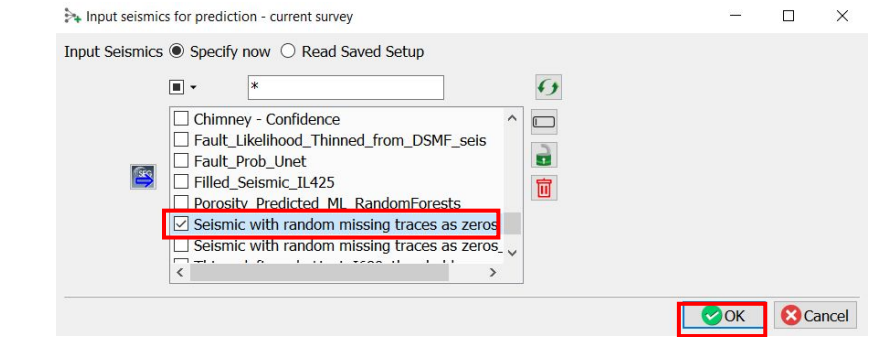 Input seismics for prediction - current survey
Input Seismics Specify now Read Saved Setup
*
Chimney - Confidence
Fault_Likelihood_Thinned_from_DSMF_seis
Fault_Prob_Unet
Filled_Seismic_IL425
Porosity_Predicted_ML_RandomForests
Seismic with random missing traces as zeros
Seismic with random missing traces as zeros_
OK Cancel